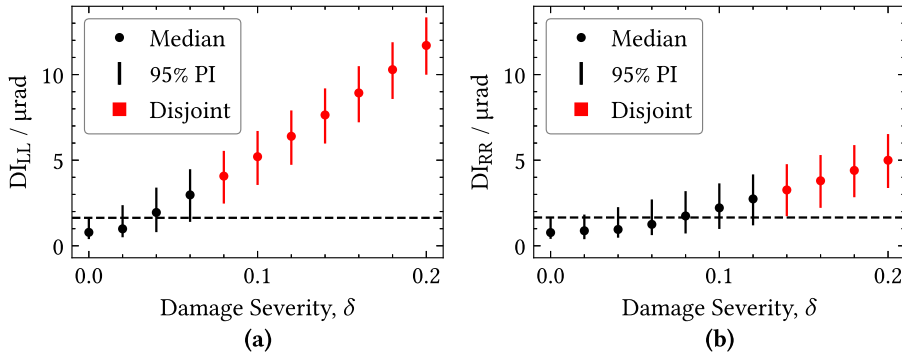 Median
95% PI
Disjoint
10
5
0
DI_LL / μrad
0.0 0.1 0.2
Damage Severity, δ
(a)
Median
95% PI
Disjoint
10
5
0
DI_RR / μrad
0.0 0.1 0.2
Damage Severity, δ
(b)